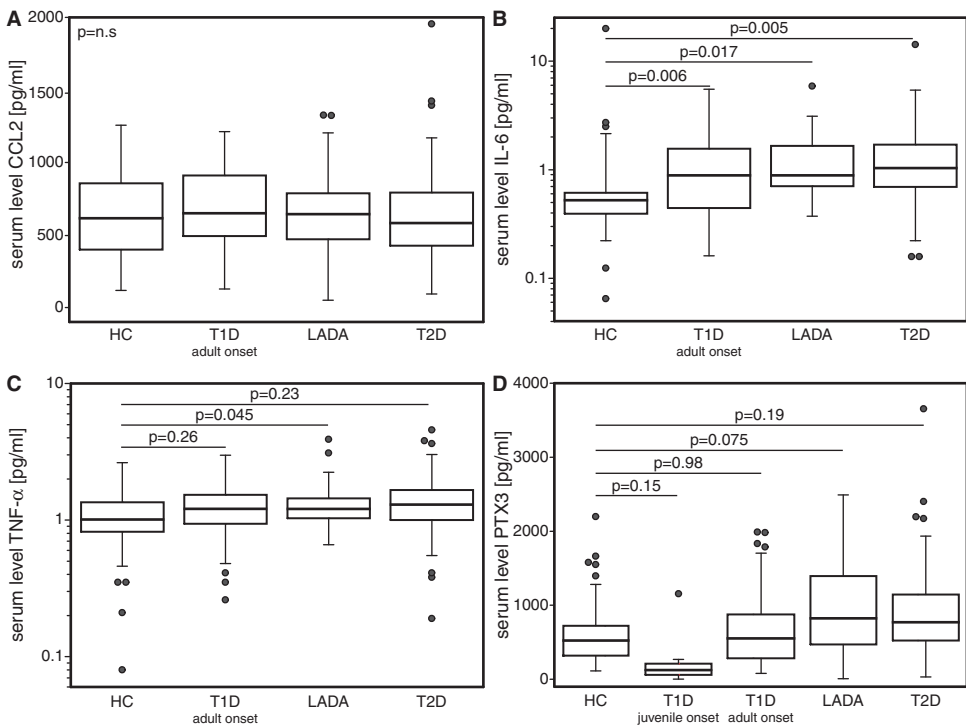 A
p=n.s
serum level CCL2 [pg/ml]
2000
1500
1000
500
0
HC T1D LADA T2D
adult onset
B
serum level IL-6 [pg/ml]
10
1
0.1
p=0.005
p=0.017
p=0.006
HC T1D LADA T2D
adult onset
C
serum level TNF-α [pg/ml]
10
1
0.1
p=0.23
p=0.045
p=0.26
HC T1D LADA T2D
adult onset
D
serum level PTX3 [pg/ml]
4000
3000
2000
1000
0
p=0.19
p=0.075
p=0.98
p=0.15
HC T1D T1D LADA T2D
juvenile onset adult onset